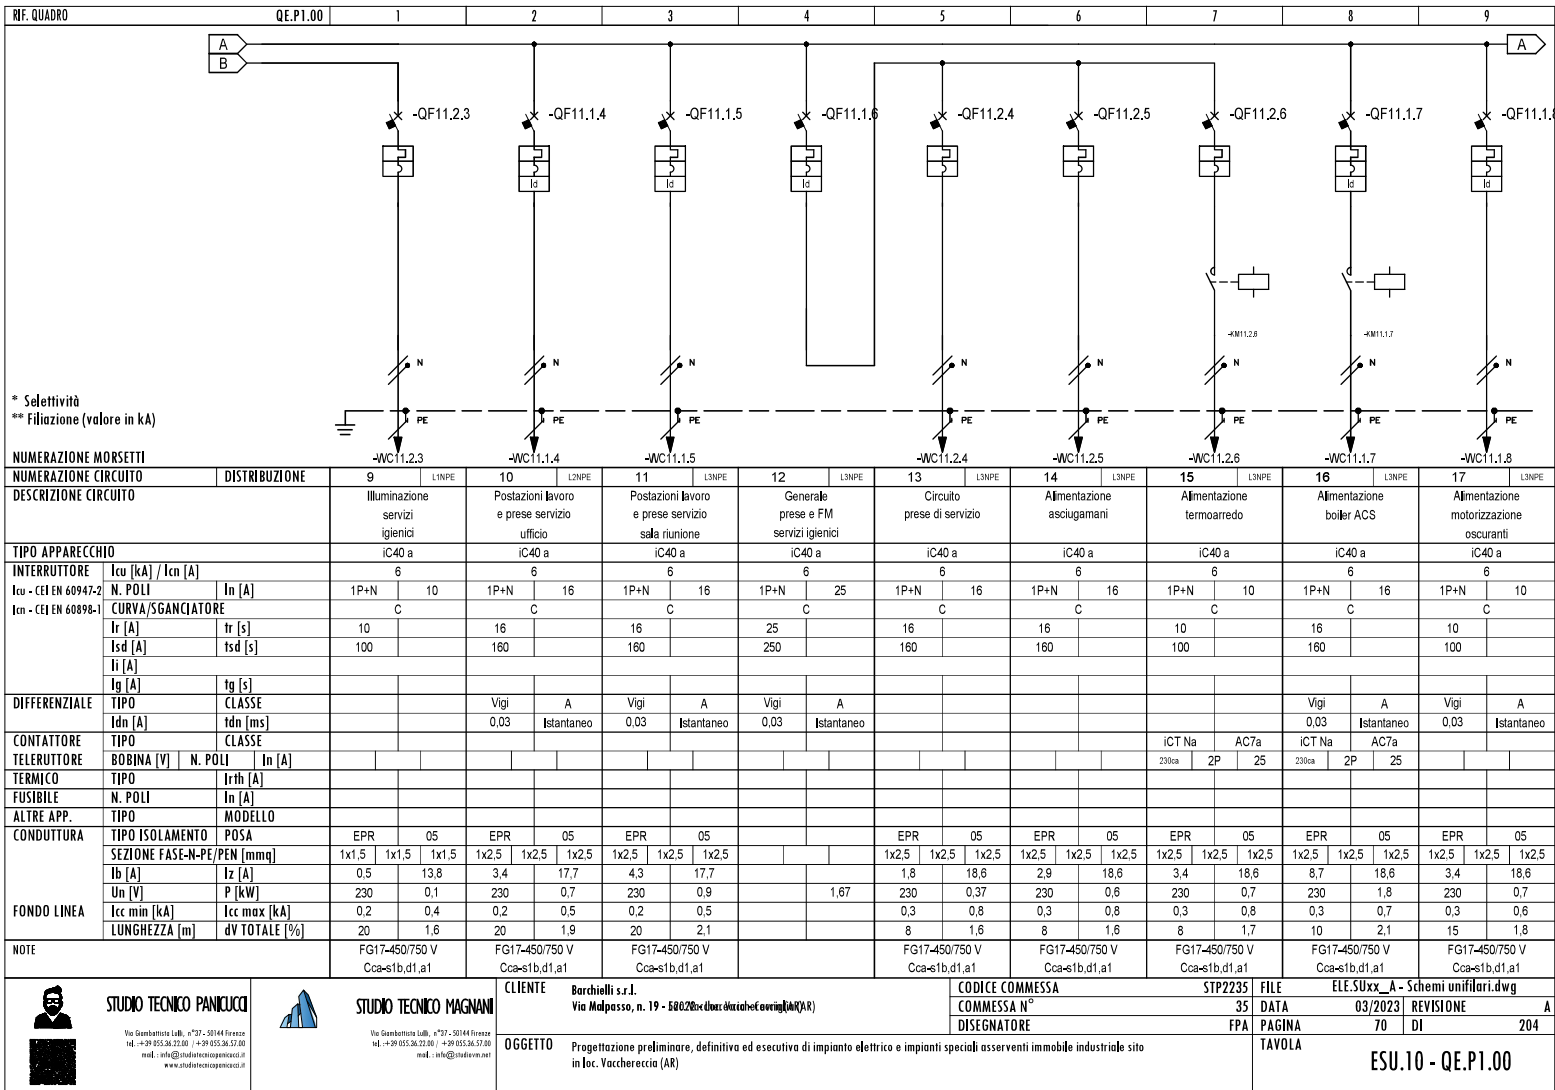 RIF. QUADRO QE.P1.00 1 2 3 4 5 6 7 8 9
A A
B
-QF11.2.3 -QF11.1.4 -QF11.1.5 -QF11.1.6 -QF11.2.4 -QF11.2.5 -QF11.2.6 -QF11.1.7 -QF11.1.8
Id Id Id Id Id
-KM11.2.6 -KM11.1.7
N N N N N N N N
* Selettività
** Filiazione (valore in kA)
PE PE PE PE PE PE PE PE
NUMERAZIONE MORSETTI -WC11.2.3 -WC11.1.4 -WC11.1.5 -WC11.2.4 -WC11.2.5 -WC11.2.6 -WC11.1.7 -WC11.1.8
NUMERAZIONE CIRCUITO DISTRIBUZIONE 9 L1NPE 10 L2NPE 11 L3NPE 12 L3NPE 13 L3NPE 14 L3NPE 15 L3NPE 16 L3NPE 17 L3NPE
DESCRIZIONE CIRCUITO Illuminazione Postazioni lavoro Postazioni lavoro Generale Circuito Alimentazione Alimentazione Alimentazione Alimentazione
servizi e prese servizio e prese servizio prese e FM prese di servizio asciugamani termoarredo boiler ACS motorizzazione
igienici ufficio sala riunione servizi igienici oscuranti
TIPO APPARECCHIO iC40 a iC40 a iC40 a iC40 a iC40 a iC40 a iC40 a iC40 a iC40 a
INTERRUTTORE Icu [kA] / Icn [A] 6 6 6 6 6 6 6 6 6
Icu - CEI EN 60947-2 N. POLI In [A] 1P+N 10 1P+N 16 1P+N 16 1P+N 25 1P+N 16 1P+N 16 1P+N 10 1P+N 16 1P+N 10
Icn - CEI EN 60898-1 CURVA/SGANCIATORE C C C C C C C C C
Ir [A] tr [s] 10 16 16 25 16 16 10 16 10
Isd [A] tsd [s] 100 160 160 250 160 160 100 160 100
Ii [A]
Ig [A] tg [s]
DIFFERENZIALE TIPO CLASSE Vigi A Vigi A Vigi A Vigi A Vigi A
Idn [A] tdn [ms] 0,03 Istantaneo 0,03 Istantaneo 0,03 Istantaneo 0,03 Istantaneo 0,03 Istantaneo
CONTATTORE TIPO CLASSE iCT Na AC7a iCT Na AC7a
TELERUTTORE BOBINA [V] N. POLI In [A] 230ca 2P 25 230ca 2P 25
TERMICO TIPO Irth [A]
FUSIBILE N. POLI In [A]
ALTRE APP. TIPO MODELLO
CONDUTTURA TIPO ISOLAMENTO POSA EPR 05 EPR 05 EPR 05 EPR 05 EPR 05 EPR 05 EPR 05 EPR 05
SEZIONE FASE-N-PE/PEN [mmq] 1x1,5 1x1,5 1x1,5 1x2,5 1x2,5 1x2,5 1x2,5 1x2,5 1x2,5 1x2,5 1x2,5 1x2,5 1x2,5 1x2,5 1x2,5 1x2,5 1x2,5 1x2,5 1x2,5 1x2,5 1x2,5 1x2,5 1x2,5 1x2,5
Ib [A] Iz [A] 0,5 13,8 3,4 17,7 4,3 17,7 1,8 18,6 2,9 18,6 3,4 18,6 8,7 18,6 3,4 18,6
Un [V] P [kW] 230 0,1 230 0,7 230 0,9 1,67 230 0,37 230 0,6 230 0,7 230 1,8 230 0,7
FONDO LINEA Icc min [kA] Icc max [kA] 0,2 0,4 0,2 0,5 0,2 0,5 0,3 0,8 0,3 0,8 0,3 0,8 0,3 0,7 0,3 0,6
LUNGHEZZA [m] dV TOTALE [%] 20 1,6 20 1,9 20 2,1 8 1,6 8 1,6 8 1,7 10 2,1 15 1,8
NOTE FG17-450/750 V FG17-450/750 V FG17-450/750 V FG17-450/750 V FG17-450/750 V FG17-450/750 V FG17-450/750 V FG17-450/750 V
Cca-s1b,d1,a1 Cca-s1b,d1,a1 Cca-s1b,d1,a1 Cca-s1b,d1,a1 Cca-s1b,d1,a1 Cca-s1b,d1,a1 Cca-s1b,d1,a1 Cca-s1b,d1,a1
STUDIO TECNICO PANICUCCI
Via Giambattista Lulli, n°37 - 50144 Firenze
tel. : +39 055.36.22.00 / +39 055.36.57.00
mail. : info@studiotecnicopanicucci.it
www.studiotecnicopanicucci.it
STUDIO TECNICO MAGNANI
Via Giambattista Lulli, n°37 - 50144 Firenze
tel. : +39 055.36.22.00 / +39 055.36.57.00
mail. : info@studiovm.net
CLIENTE Barchielli s.r.l.
Via Malpasso, n. 19 -
OGGETTO Progettazione preliminare, definitiva ed esecutiva di impianto elettrico e impianti speciali asserventi immobile industriale sito
in loc. Vacchereccia (AR)
CODICE COMMESSA STP2235 FILE ELE.SUxx_A - Schemi unifilari.dwg
COMMESSA N° 35 DATA 03/2023 REVISIONE A
DISEGNATORE FPA PAGINA 70 DI 204
TAVOLA
ESU.10 - QE.P1.00